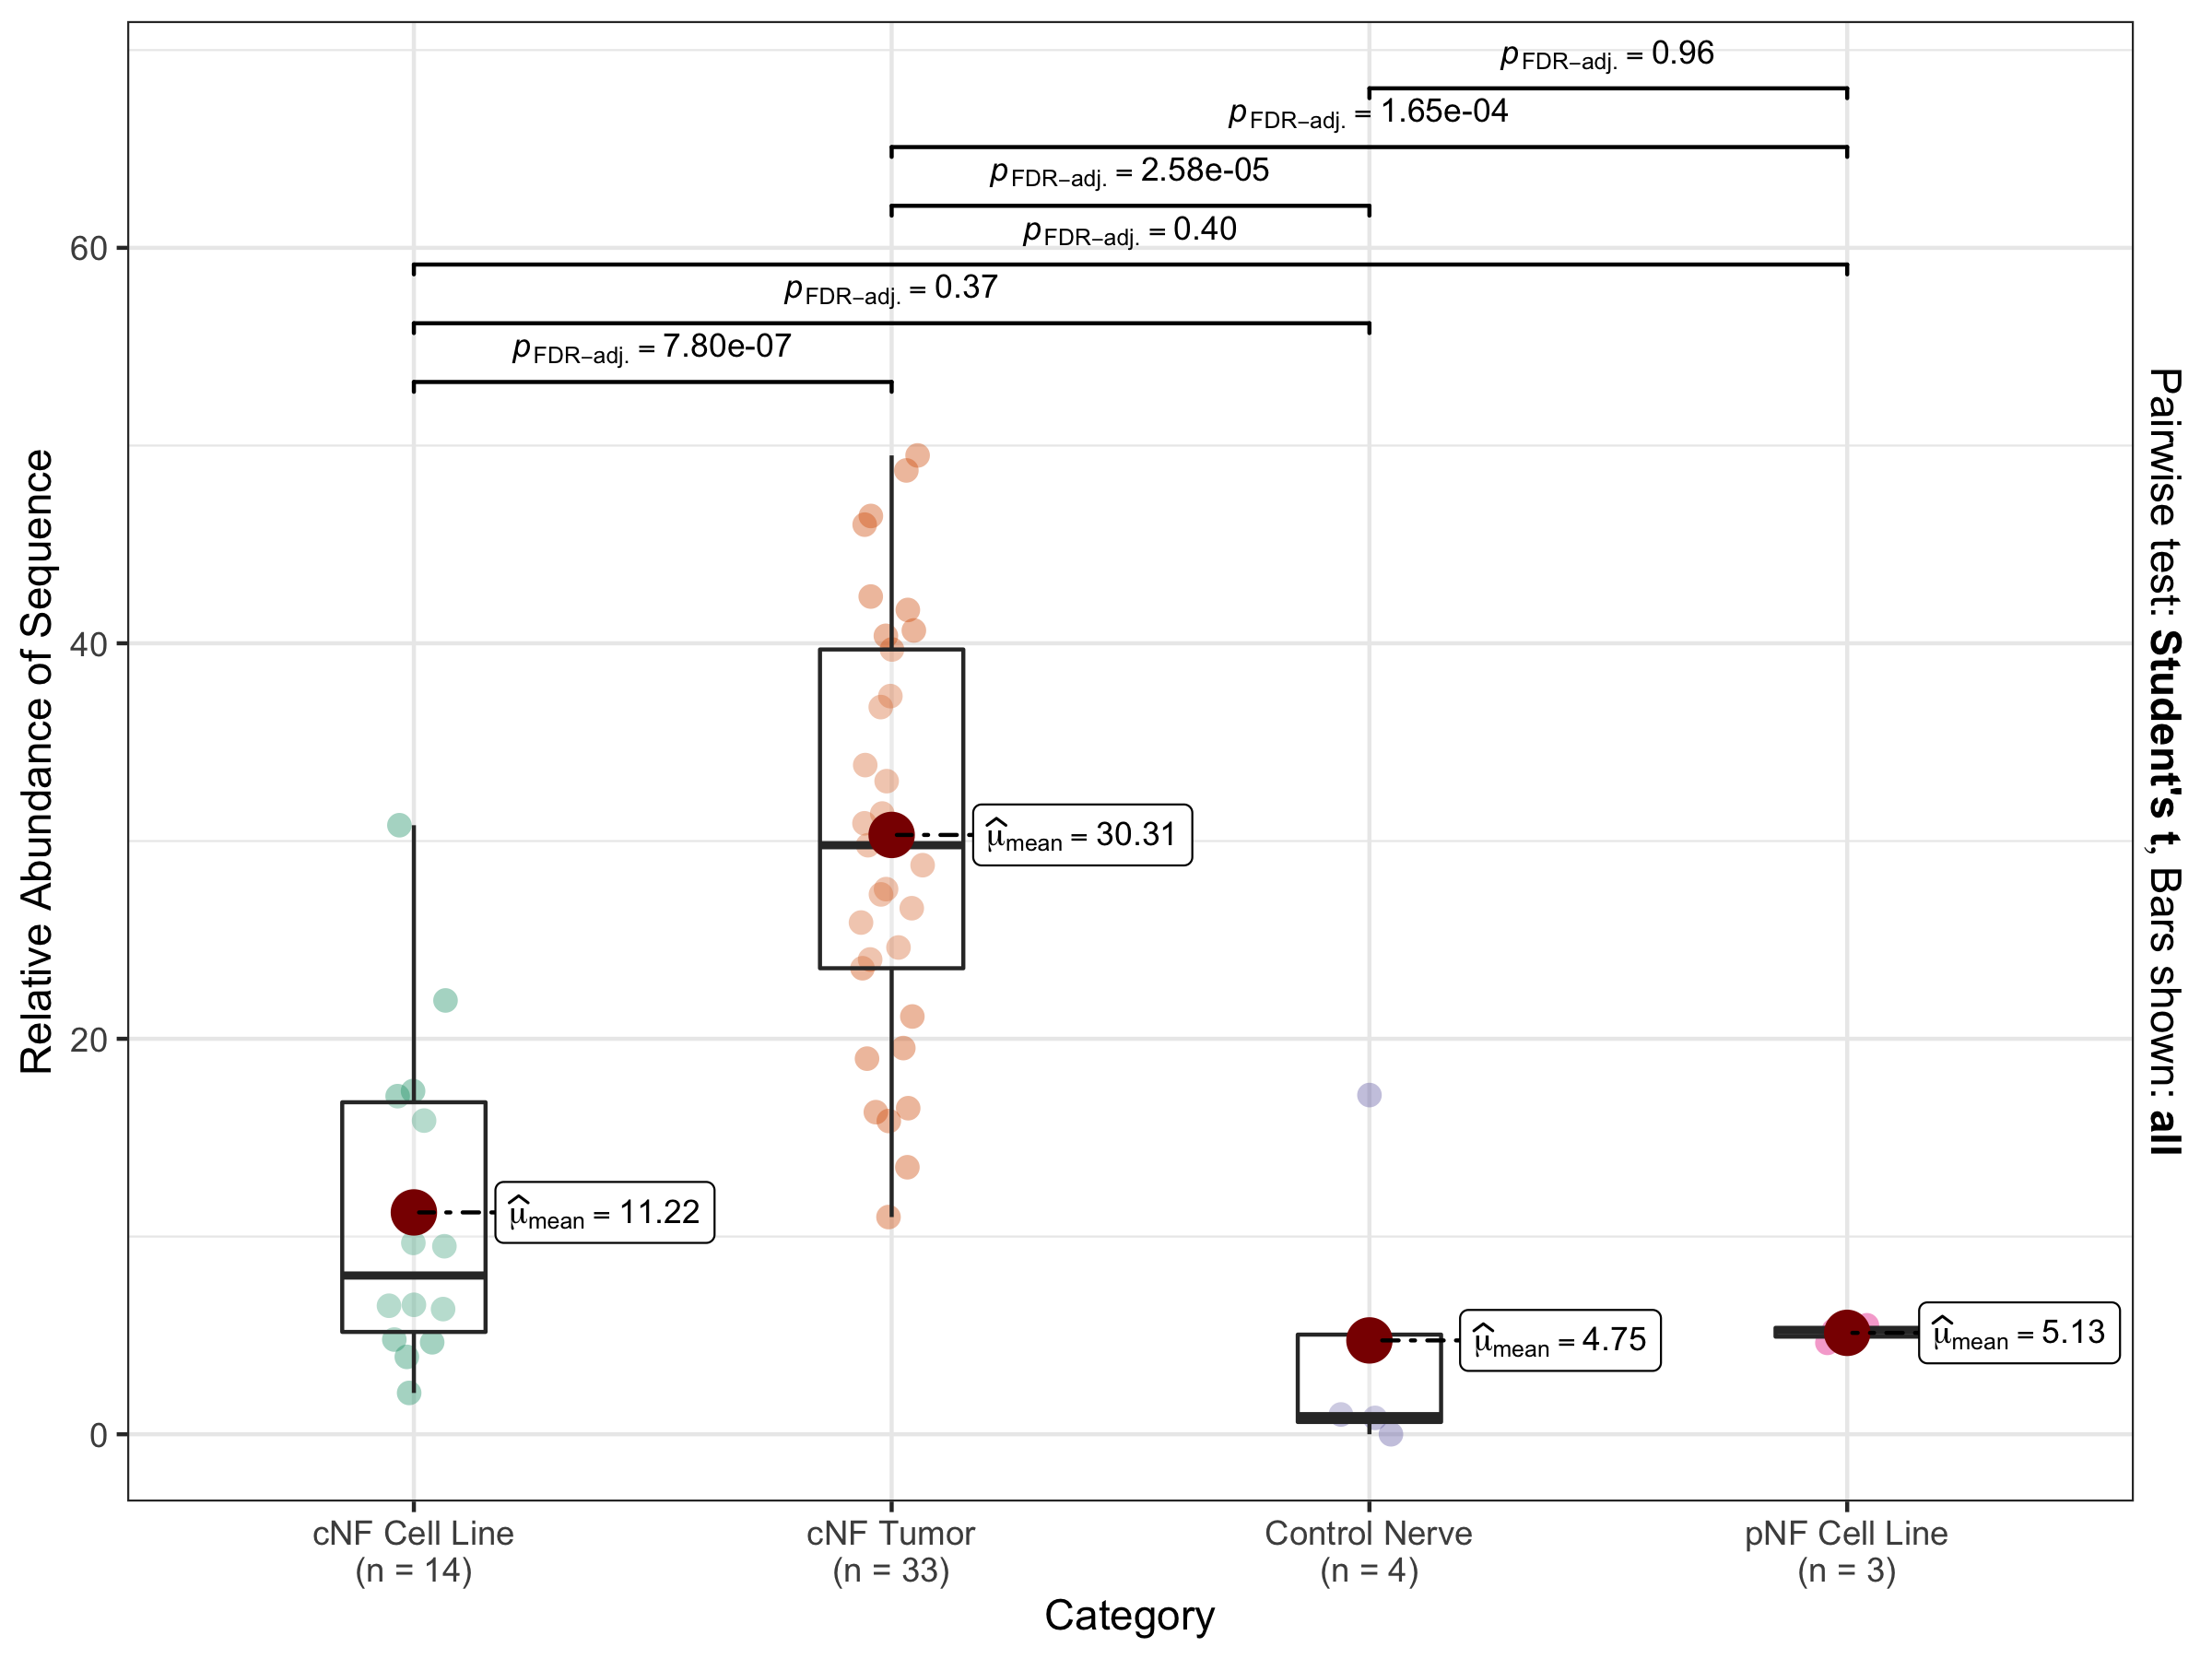 p FDR−adj. = 0.96
p FDR−adj. = 1.65e-04
p FDR−adj. = 2.58e-05
p FDR−adj. = 0.40
p FDR−adj. = 0.37
p FDR−adj. = 7.80e-07
60
40
20
0
Relative Abundance of Sequence
μ̂mean = 30.31
μ̂mean = 11.22
μ̂mean = 4.75
μ̂mean = 5.13
Pairwise test: Student's t, Bars shown: all
cNF Cell Line
(n = 14)
cNF Tumor
(n = 33)
Control Nerve
(n = 4)
pNF Cell Line
(n = 3)
Category